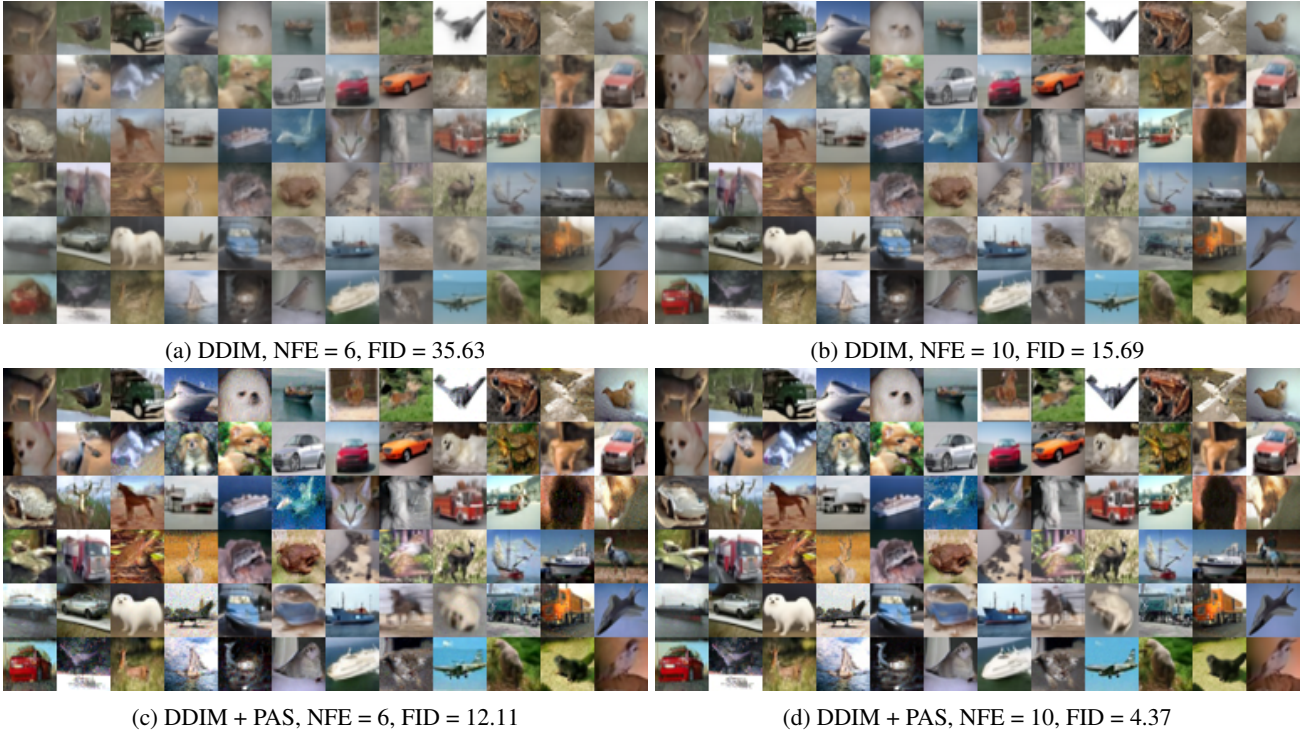 (a) DDIM, NFE = 6, FID = 35.63
(b) DDIM, NFE = 10, FID = 15.69
(c) DDIM + PAS, NFE = 6, FID = 12.11
(d) DDIM + PAS, NFE = 10, FID = 4.37